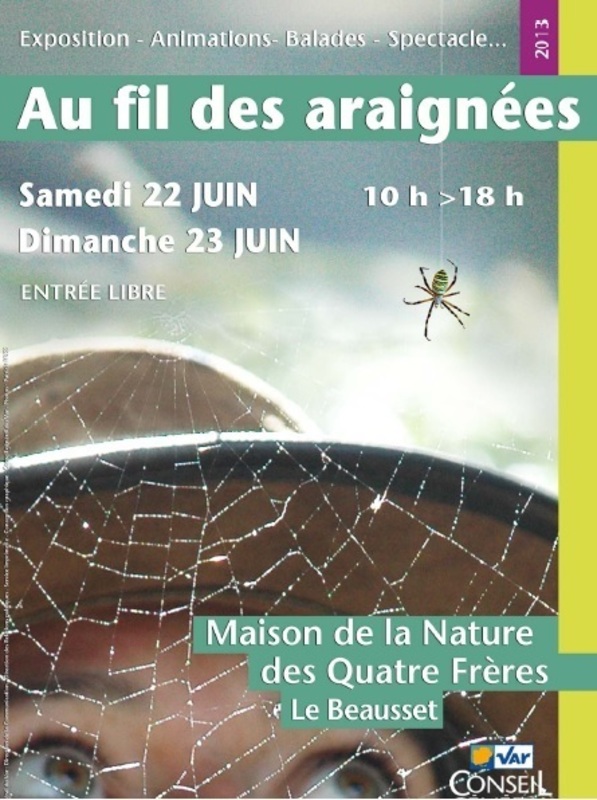 Exposition - Animations- Balades - Spectacle...
2013
Au fil des araignées
Samedi 22 JUIN
10 h >18 h
Dimanche 23 JUIN
ENTRÉE LIBRE
Maison de la Nature
des Quatre Frères
Le Beausset
VAR
CONSEIL